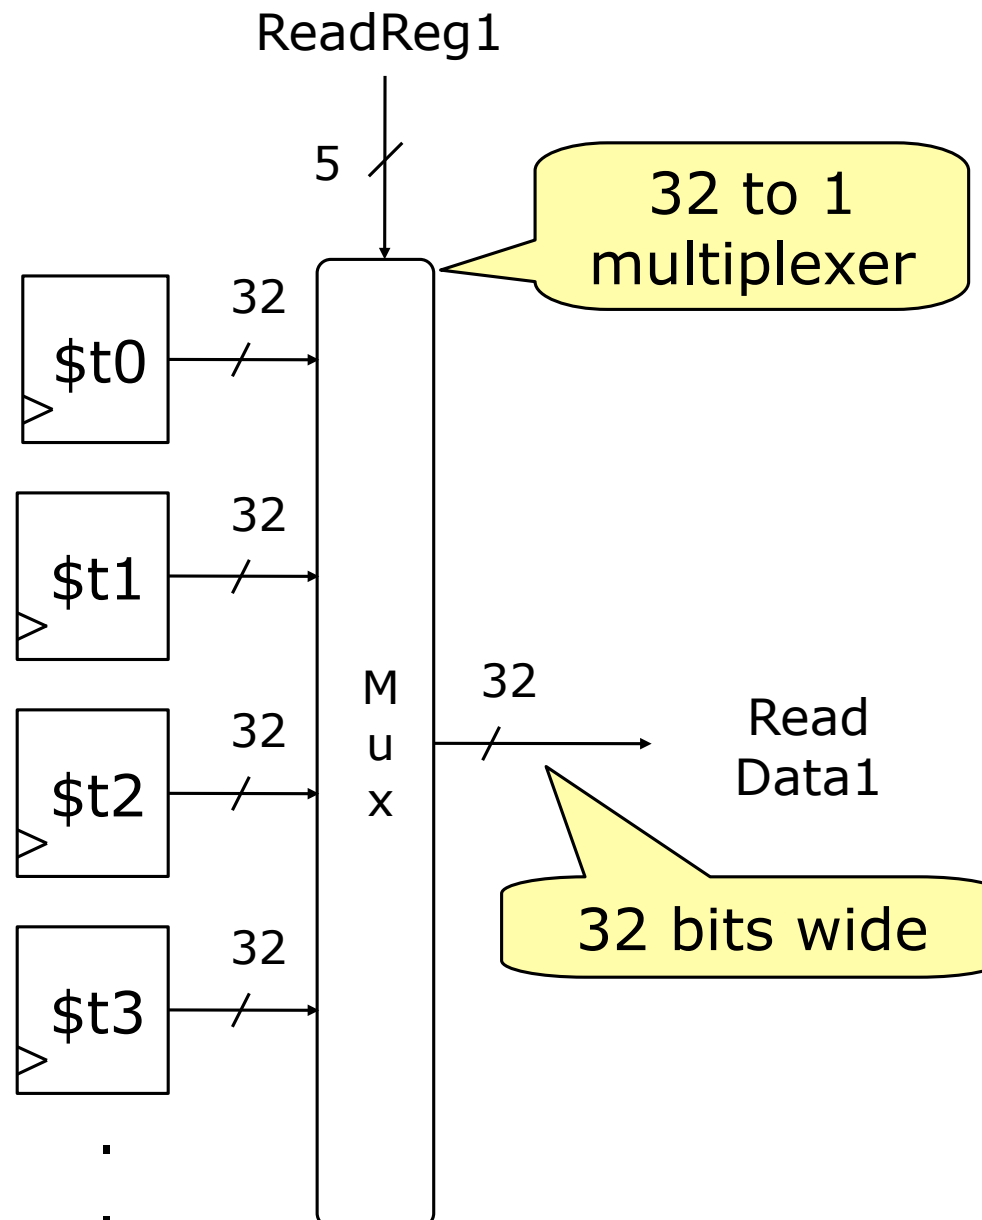 ReadReg1
5
32 to 1
multiplexer
32
$t0
32
$t1
M
u
x
32
Read
Data1
32
$t2
32 bits wide
32
$t3
.
.